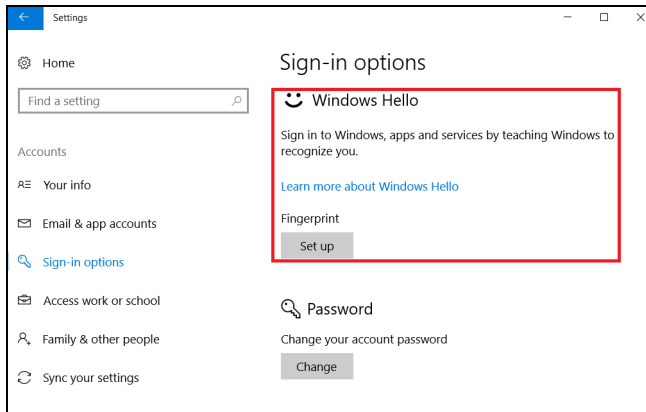 Settings
Home
Find a setting
Accounts
Your info
Email & app accounts
Sign-in options
Access work or school
Family & other people
Sync your settings
Sign-in options
Windows Hello
Sign in to Windows, apps and services by teaching Windows to
recognize you.
Learn more about Windows Hello
Fingerprint
Set up
Password
Change your account password
Change